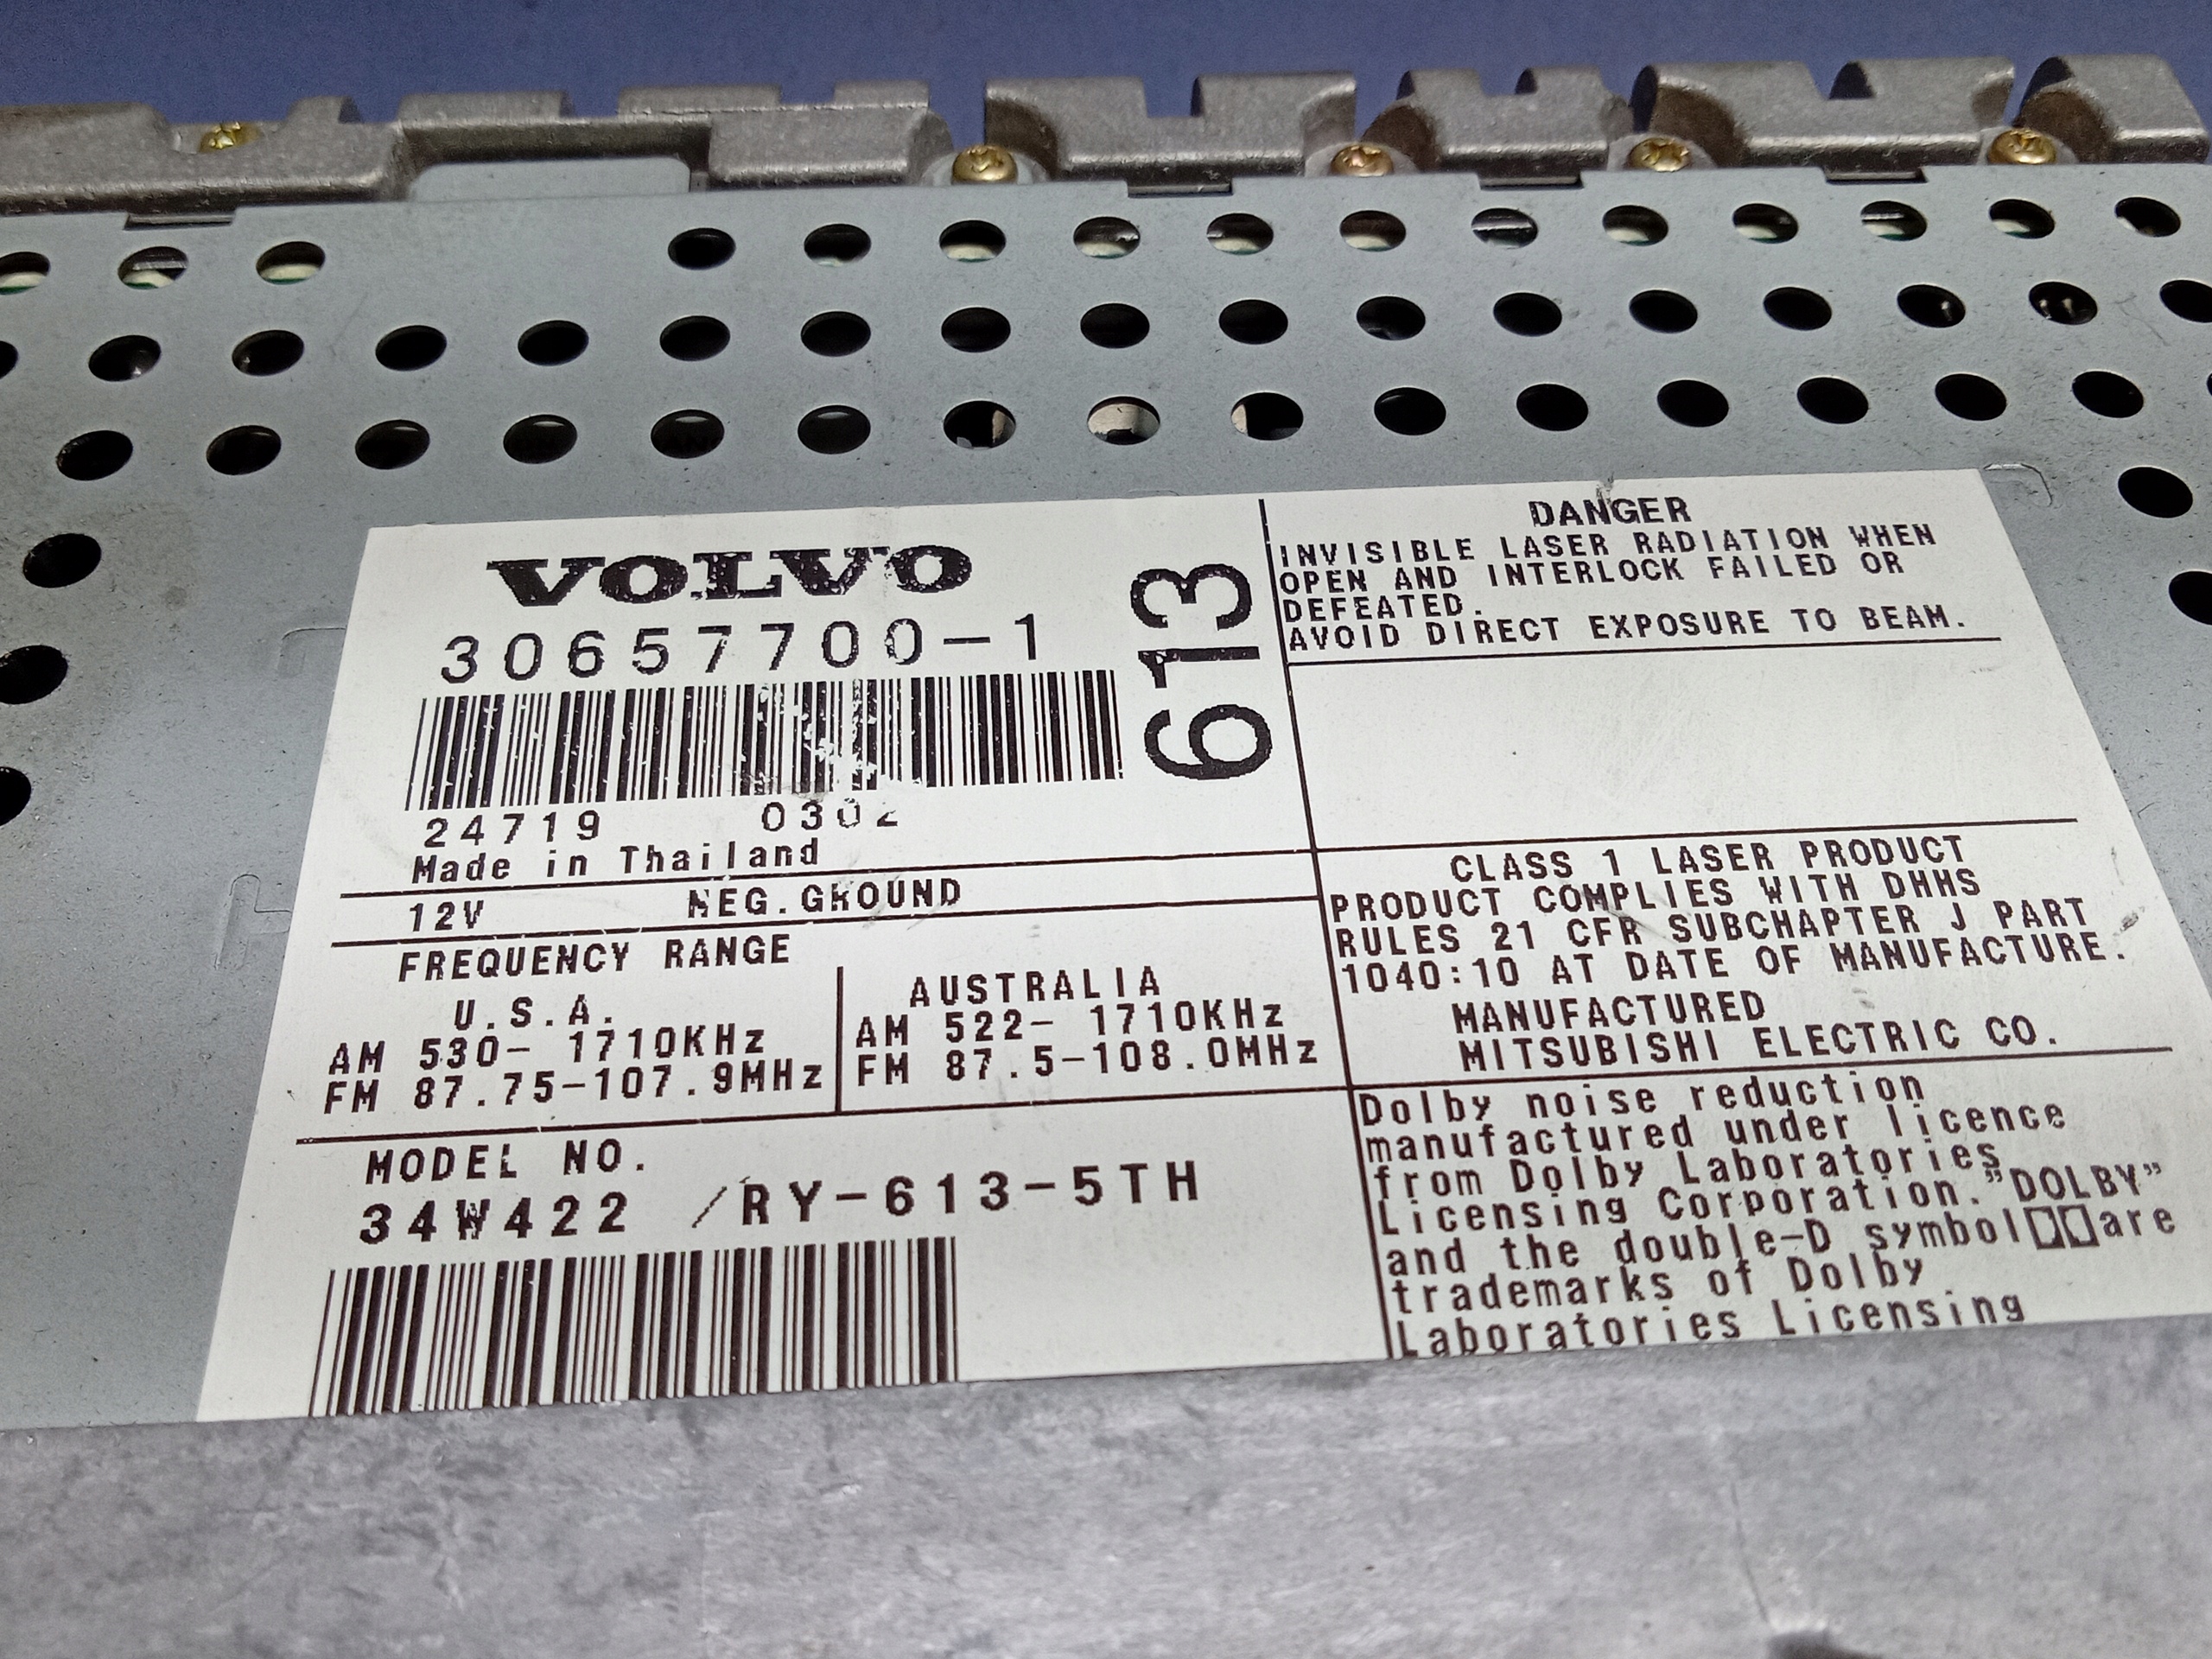 VOLVO
30657700-1
613
24719 0302
Made in Thailand
12V NEG.GROUND
FREQUENCY RANGE
U.S.A.
AM 530- 1710KHz
FM 87.75-107.9MHz
AUSTRALIA
AM 522- 1710KHz
FM 87.5-108.0MHz
MODEL NO.
34W422 /RY-613-5TH
DANGER
INVISIBLE LASER RADIATION WHEN
OPEN AND INTERLOCK FAILED OR
DEFEATED.
AVOID DIRECT EXPOSURE TO BEAM.
CLASS 1 LASER PRODUCT
PRODUCT COMPLIES WITH DHHS
RULES 21 CFR SUBCHAPTER J PART
1040:10 AT DATE OF MANUFACTURE.
MANUFACTURED
MITSUBISHI ELECTRIC CO.
Dolby noise reduction
manufactured under licence
from Dolby Laboratories
Licensing Corporation.”DOLBY”
and the double-D symbol▯▯are
trademarks of Dolby
Laboratories Licensing